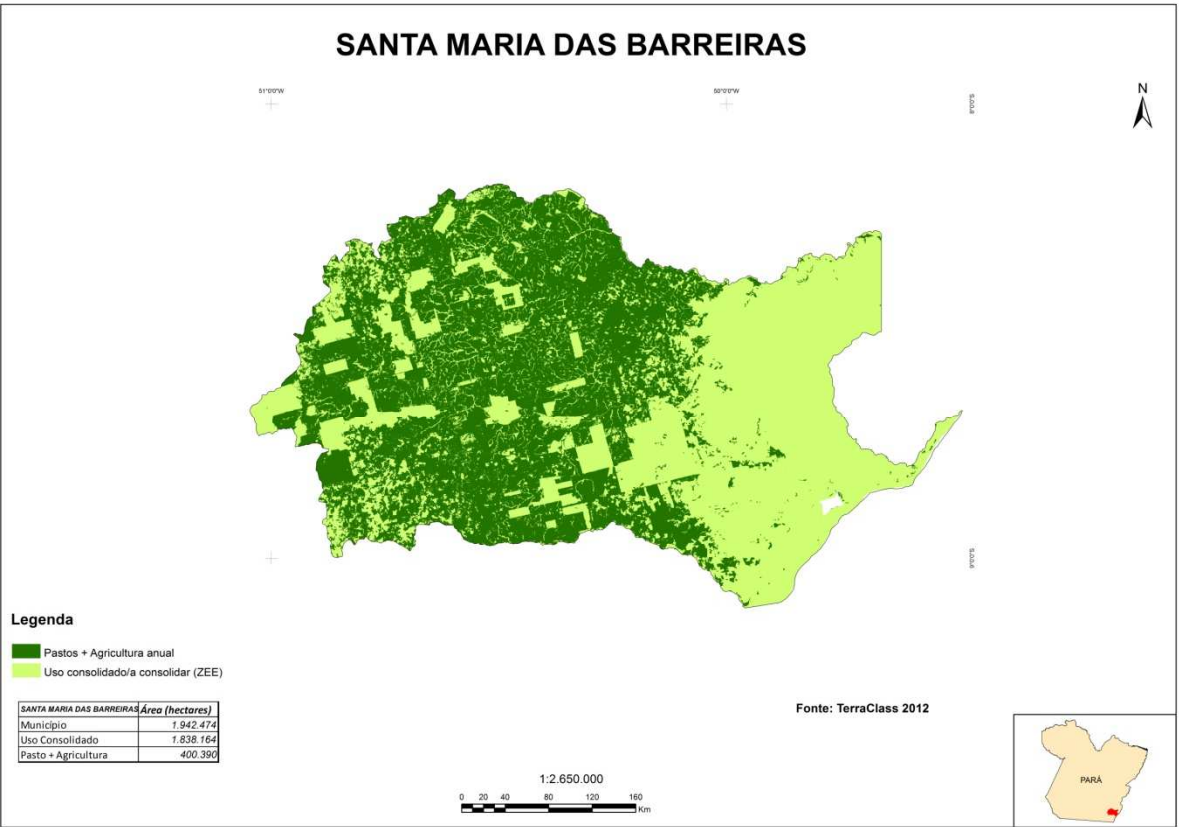 SANTA MARIA DAS BARREIRAS
51°0'0"W
50°0'0"W
8°0'0"S
N
9°0'0"S
Legenda
Pastos + Agricultura anual
Uso consolidado/a consolidar (ZEE)
SANTA MARIA DAS BARREIRAS Área (hectares)
Município 1.942.474
Uso Consolidado 1.838.164
Pasto + Agricultura 400.390
Fonte: TerraClass 2012
1:2.650.000
0 20 40 80 120 160
Km
PARÁ